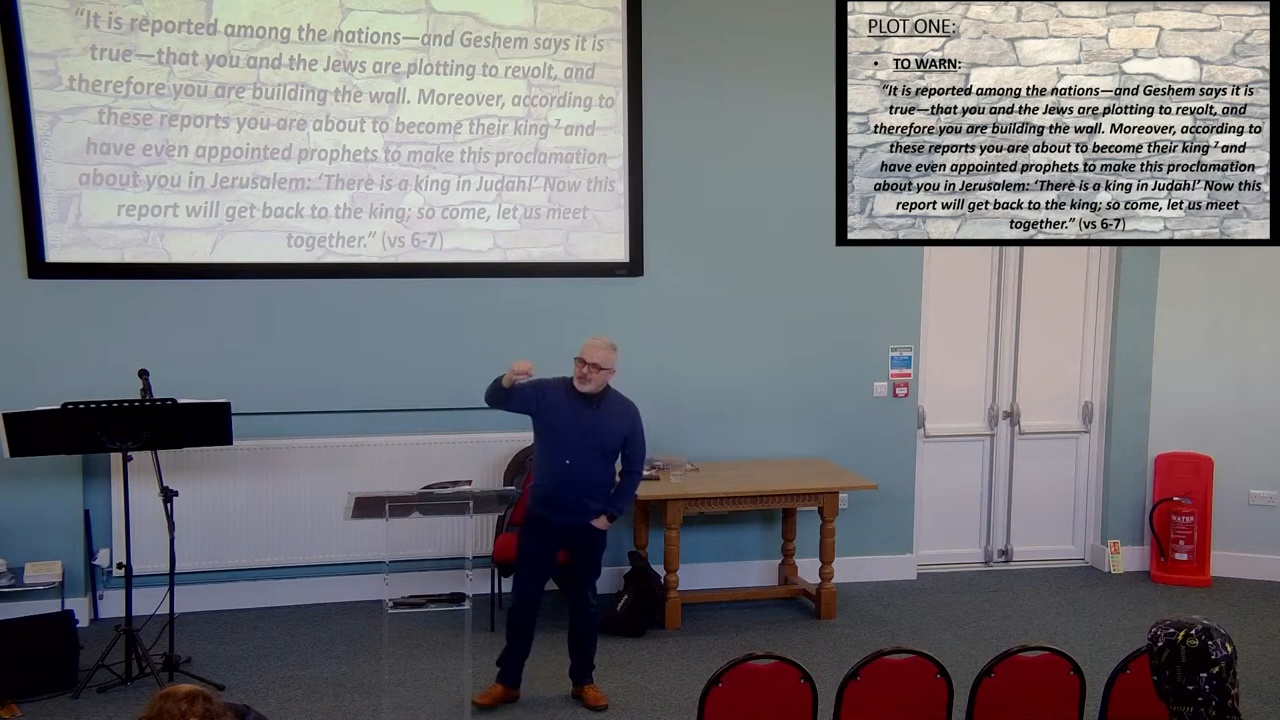 “It is reported among the nations—and Geshem says it is
true—that you and the Jews are plotting to revolt, and
therefore you are building the wall. Moreover, according to
these reports you are about to become their king ⁷ and
have even appointed prophets to make this proclamation
about you in Jerusalem: ‘There is a king in Judah!’ Now this
report will get back to the king; so come, let us meet
together.” (vs 6-7)
PLOT ONE:
• TO WARN:
“It is reported among the nations—and Geshem says it is
true—that you and the Jews are plotting to revolt, and
therefore you are building the wall. Moreover, according to
these reports you are about to become their king ⁷ and
have even appointed prophets to make this proclamation
about you in Jerusalem: ‘There is a king in Judah!’ Now this
report will get back to the king; so come, let us meet
together.” (vs 6-7)
WATER